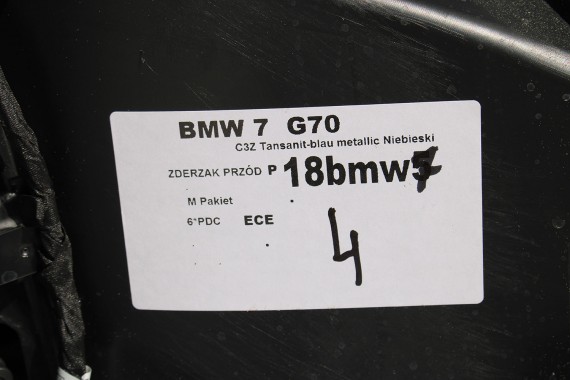 BMW 7 G70
C3Z Tansanit-blau metallic Niebieski
ZDERZAK PRZÓD P 18bmw7
M Pakiet
6*PDC ECE
4